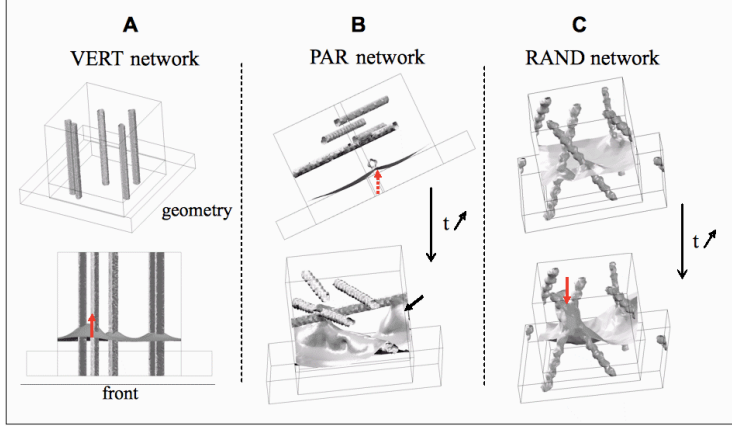 A
VERT network
geometry
front
B
PAR network
t
C
RAND network
t